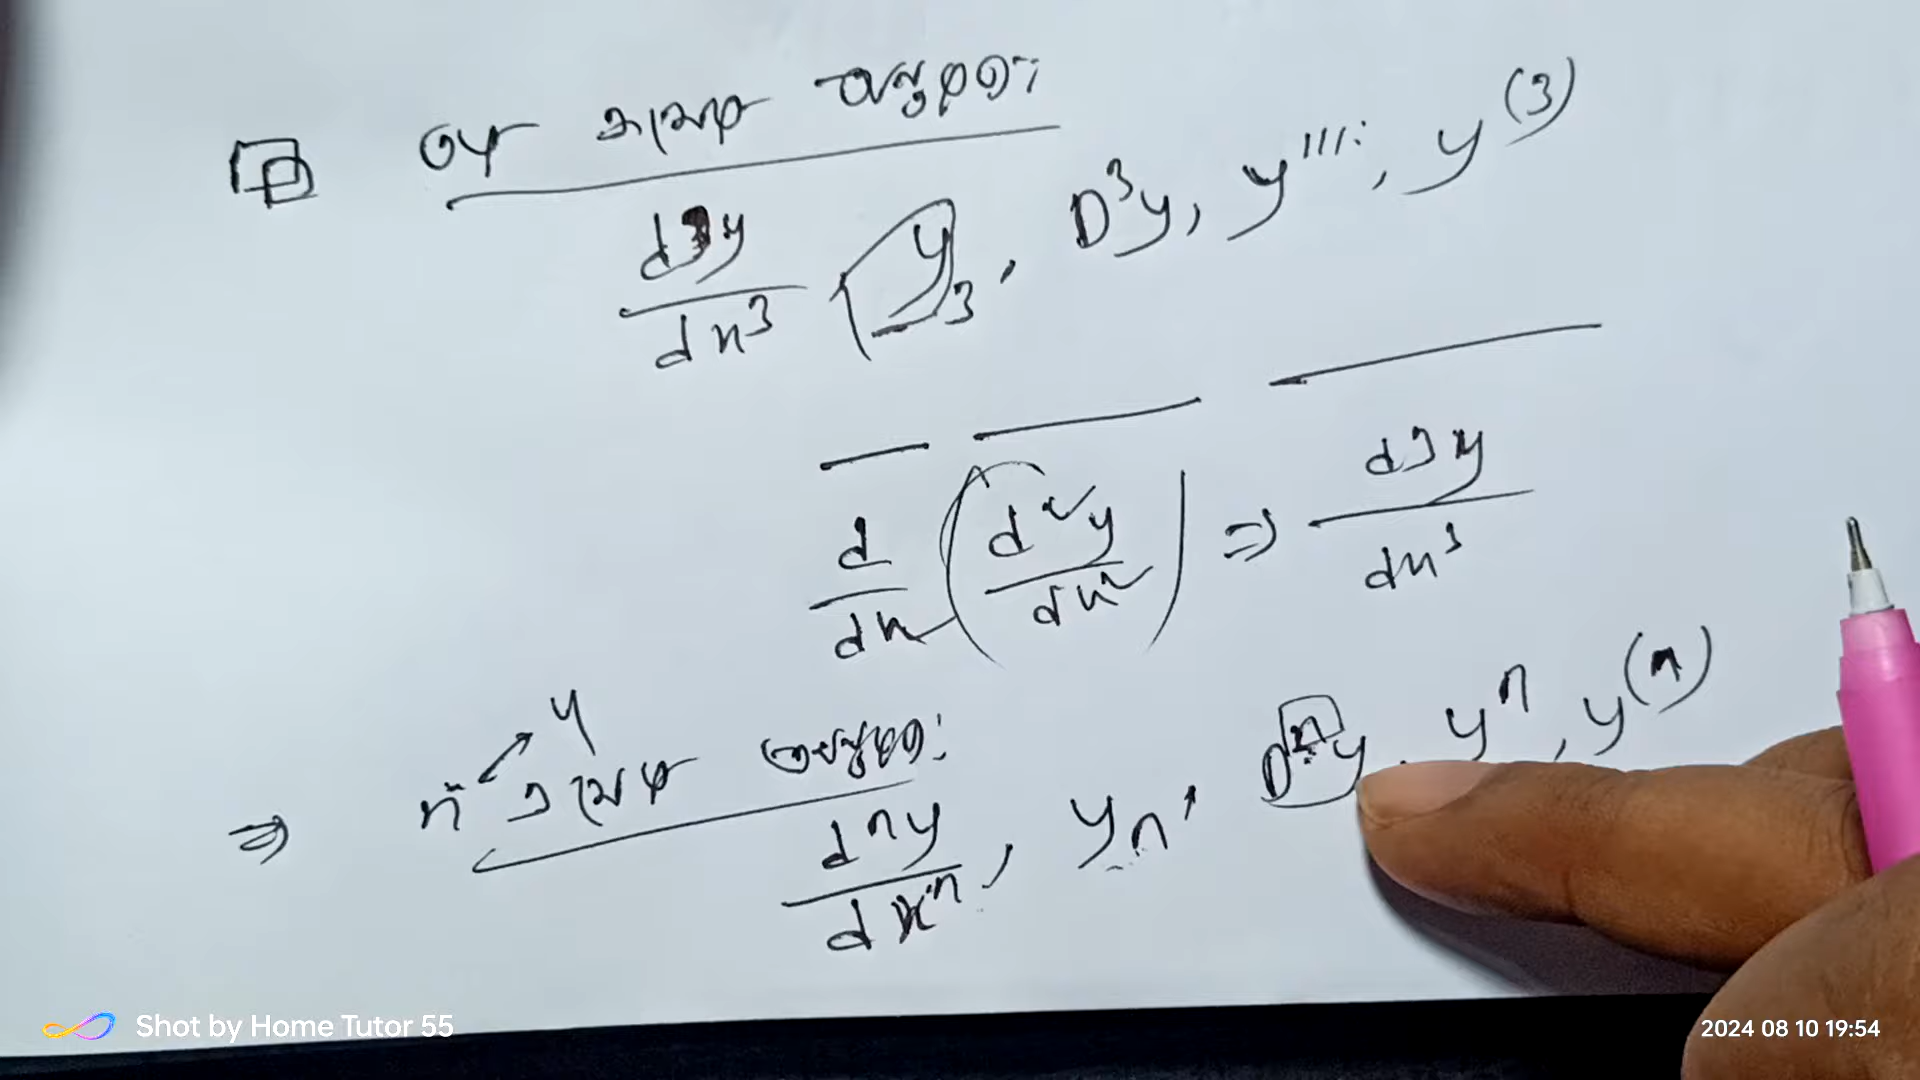 ৩য় ক্রমের অন্তরজ:
d³y/dx³, y₃, D³y, y''', y⁽³⁾
d/dx (d²y/dx²) ⇒ d³y/dx³
y
⇒ n ক্রমের অন্তরজ:
dⁿy/dxⁿ, yₙ, Dⁿy, yⁿ, y⁽ⁿ⁾
Shot by Home Tutor 55
2024 08 10 19:54